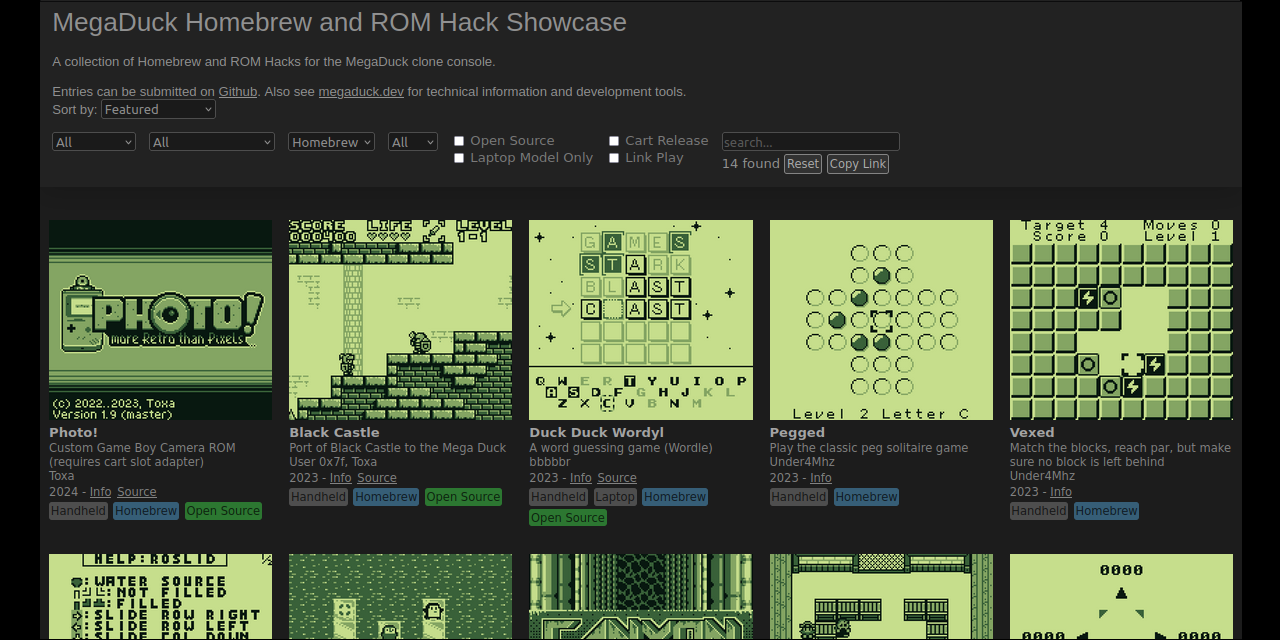 MegaDuck Homebrew and ROM Hack Showcase
A collection of Homebrew and ROM Hacks for the MegaDuck clone console.
Entries can be submitted on Github. Also see megaduck.dev for technical information and development tools.
Sort by: Featured
All All Homebrew All Open Source Cart Release search...
Laptop Model Only Link Play 14 found Reset Copy Link
PHOTO!
more Retro than Pixels
(c) 2022..2023, Toxa
Version 1.9 (master)
SCORE LIFE LEVEL
000400 1-1
GAMES
STARK
BLAST
C AST
Q W E R T Y U I O P
A S D F G H J K L
Z X C V B N M
Level 2 Letter C
Target 4 Moves 0
Score 0 Level 1
Photo!
Custom Game Boy Camera ROM
(requires cart slot adapter)
Toxa
2024 - Info Source
Handheld Homebrew Open Source
Black Castle
Port of Black Castle to the Mega Duck
User 0x7f, Toxa
2023 - Info Source
Handheld Homebrew Open Source
Duck Duck Wordyl
A word guessing game (Wordle)
bbbbbr
2023 - Info Source
Handheld Laptop Homebrew
Open Source
Pegged
Play the classic peg solitaire game
Under4Mhz
2023 - Info
Handheld Homebrew
Vexed
Match the blocks, reach par, but make
sure no block is left behind
Under4Mhz
2023 - Info
Handheld Homebrew
HELP:ROSLID
: WATER SOURCE
: NOT FILLED
: FILLED
: SLIDE ROW RIGHT
: SLIDE ROW LEFT
: SLIDE COL DOWN
CANYON
0000
0000 0000